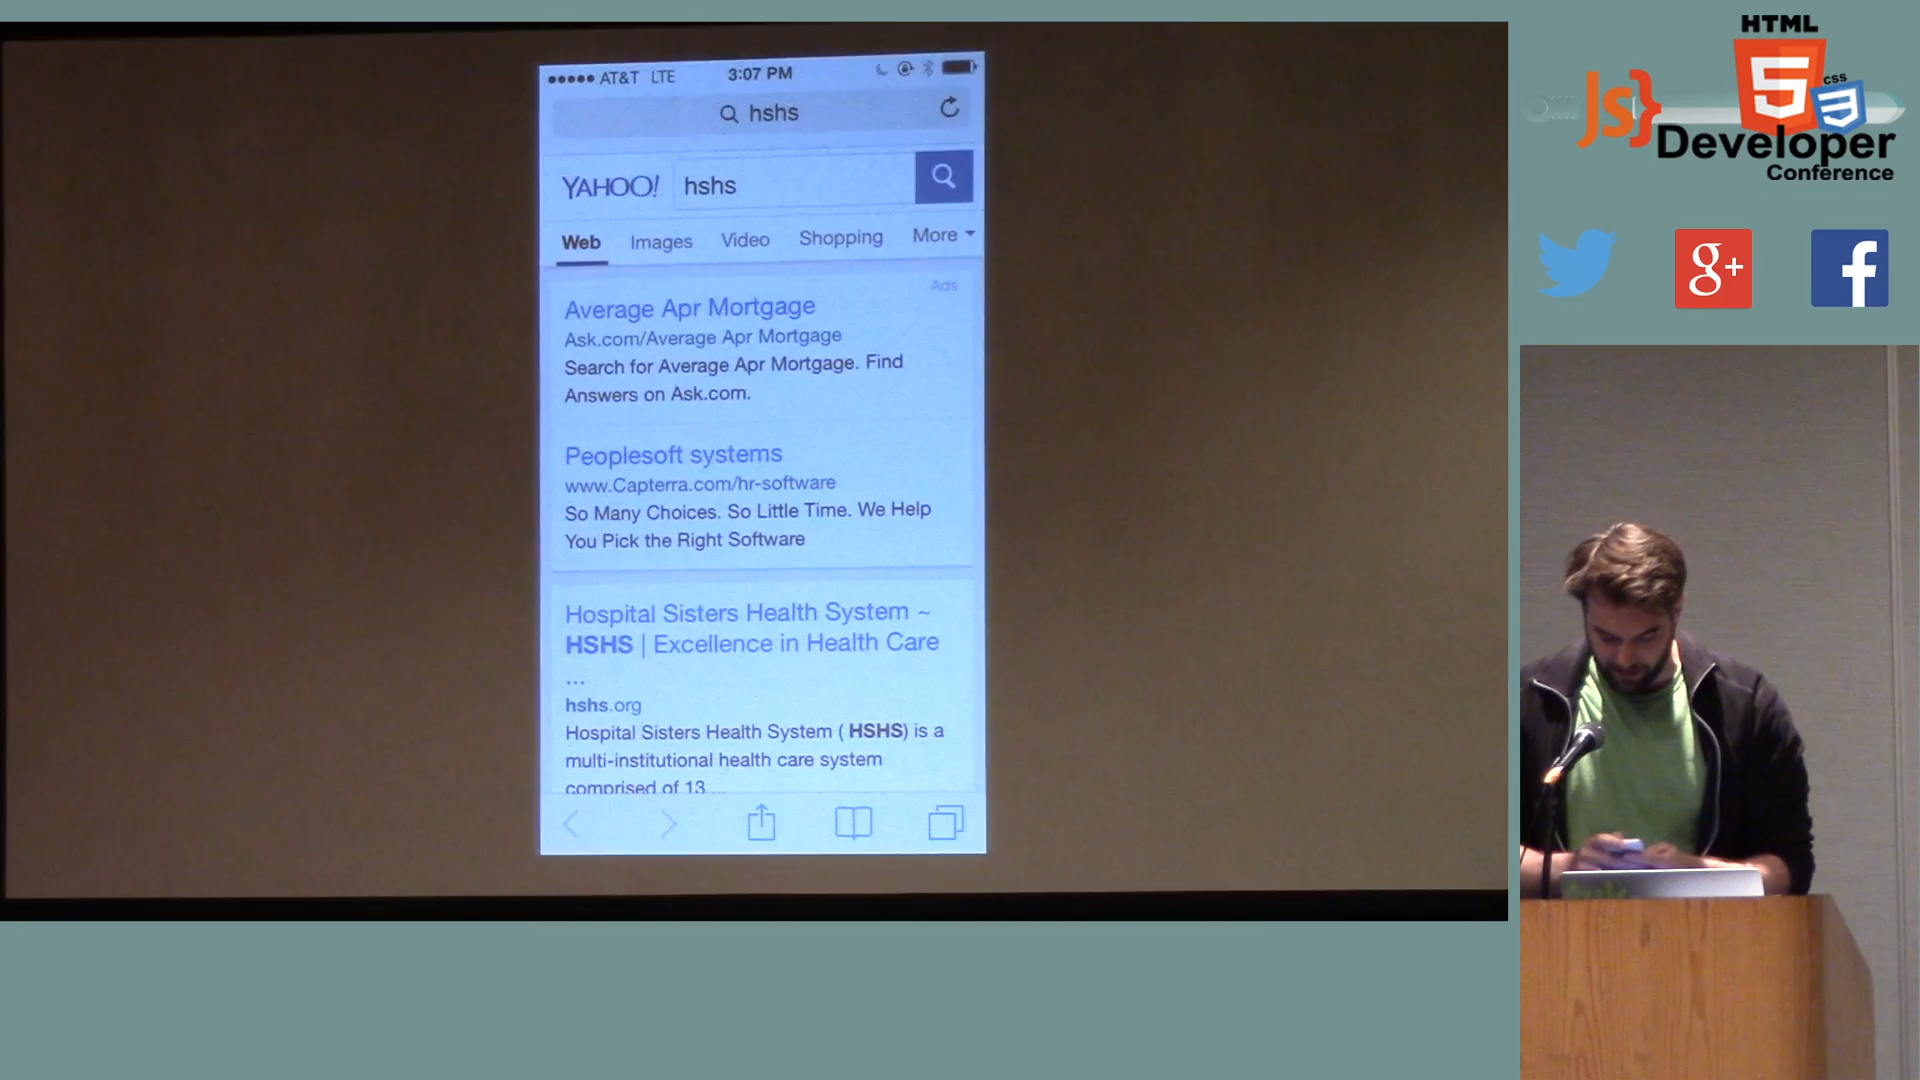 AT&T LTE 3:07 PM
hshs
YAHOO! hshs
Web Images Video Shopping More
Ads
Average Apr Mortgage
Ask.com/Average Apr Mortgage
Search for Average Apr Mortgage. Find
Answers on Ask.com.
Peoplesoft systems
www.Capterra.com/hr-software
So Many Choices. So Little Time. We Help
You Pick the Right Software
Hospital Sisters Health System ~
HSHS | Excellence in Health Care
...
hshs.org
Hospital Sisters Health System ( HSHS) is a
multi-institutional health care system
comprised of 13 ...
HTML
5
CSS
3
JS}
Developer
Conference
g+
f